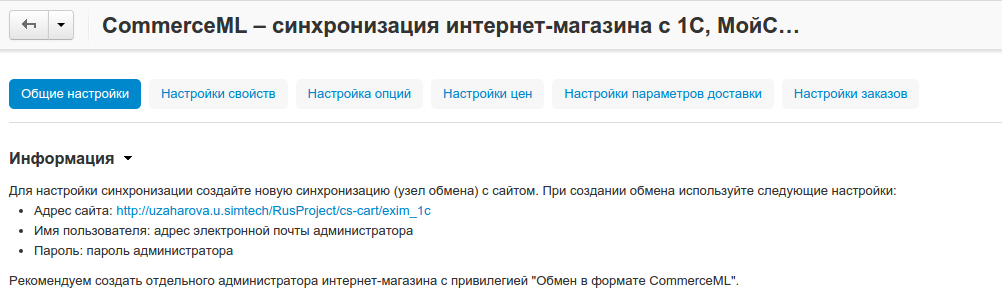 CommerceML – синхронизация интернет-магазина с 1С, МойС…
Общие настройки Настройки свойств Настройка опций Настройки цен Настройки параметров доставки Настройки заказов
Информация
Для настройки синхронизации создайте новую синхронизацию (узел обмена) с сайтом. При создании обмена используйте следующие настройки:
• Адрес сайта: http://uzaharova.u.simtech/RusProject/cs-cart/exim_1c
• Имя пользователя: адрес электронной почты администратора
• Пароль: пароль администратора
Рекомендуем создать отдельного администратора интернет-магазина с привилегией "Обмен в формате CommerceML".